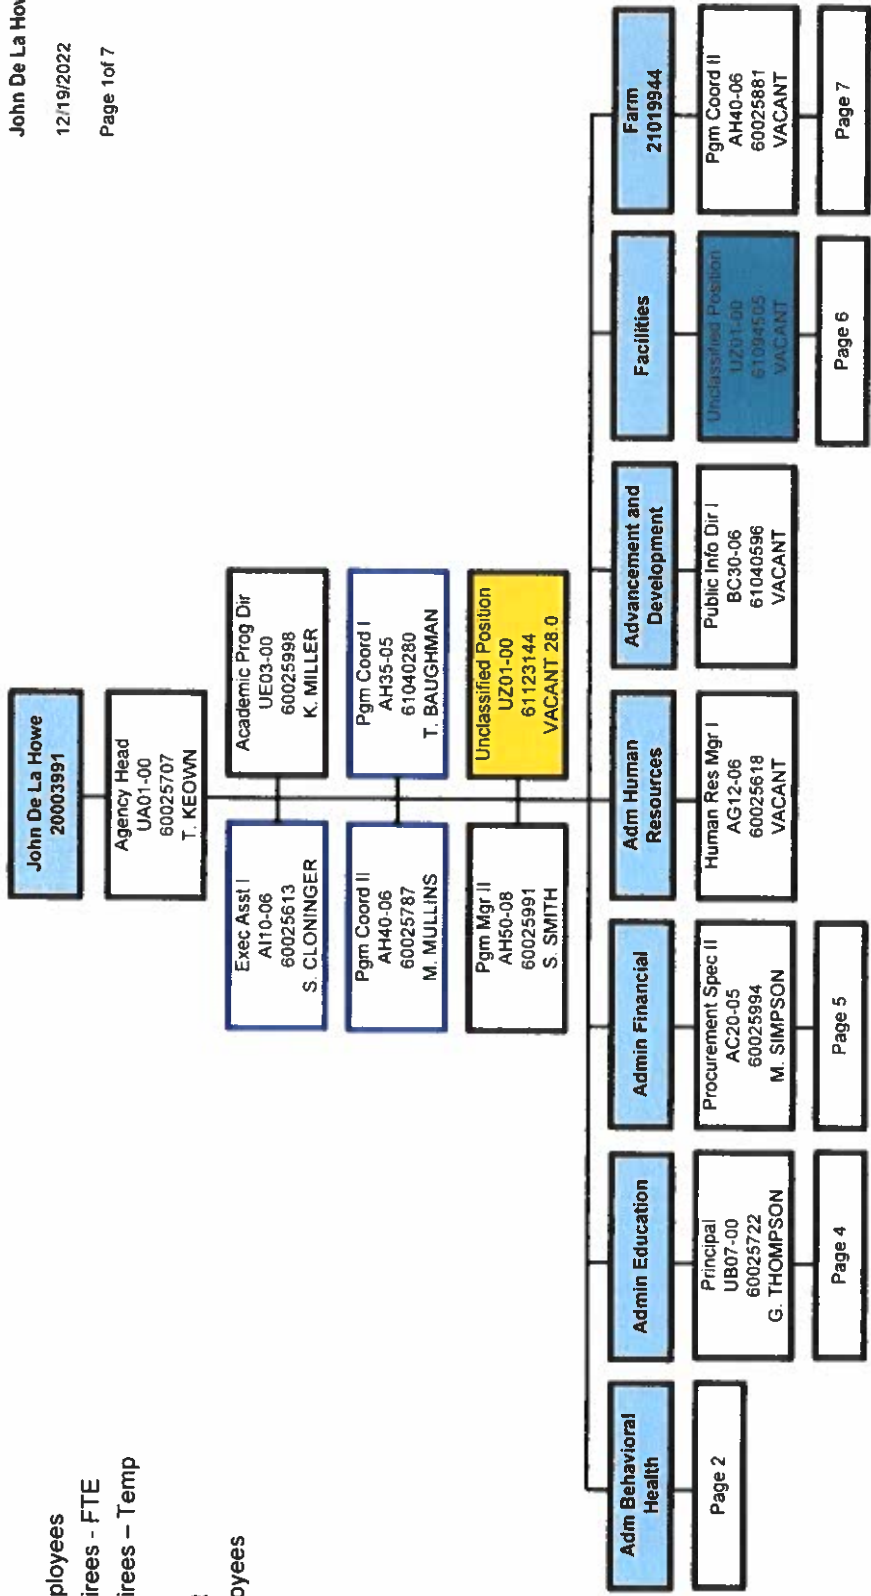 John De La How
12/19/2022
Page 1of 7
ployees
irees - FTE
irees – Temp
oyees
John De La Howe
20003991
Agency Head
UA01-00
60025707
T. KEOWN
Exec Asst I
AI10-06
60025613
S. CLONINGER
Academic Prog Dir
UE03-00
60025998
K. MILLER
Pgm Coord II
AH40-06
60025787
M. MULLINS
Pgm Coord I
AH35-05
61040280
T. BAUGHMAN
Pgm Mgr II
AH50-08
60025991
S. SMITH
Unclassified Position
UZ01-00
61123144
VACANT 28.0
Adm Behavioral
Health
Page 2
Admin Education
Principal
UB07-00
60025722
G. THOMPSON
Page 4
Admin Financial
Procurement Spec II
AC20-05
60025994
M. SIMPSON
Page 5
Adm Human
Resources
Human Res Mgr I
AG12-06
60025618
VACANT
Advancement and
Development
Public Info Dir I
BC30-06
61040596
VACANT
Facilities
Unclassified Position
UZ01-00
61094505
VACANT
Page 6
Farm
21019944
Pgm Coord II
AH40-06
60025881
VACANT
Page 7